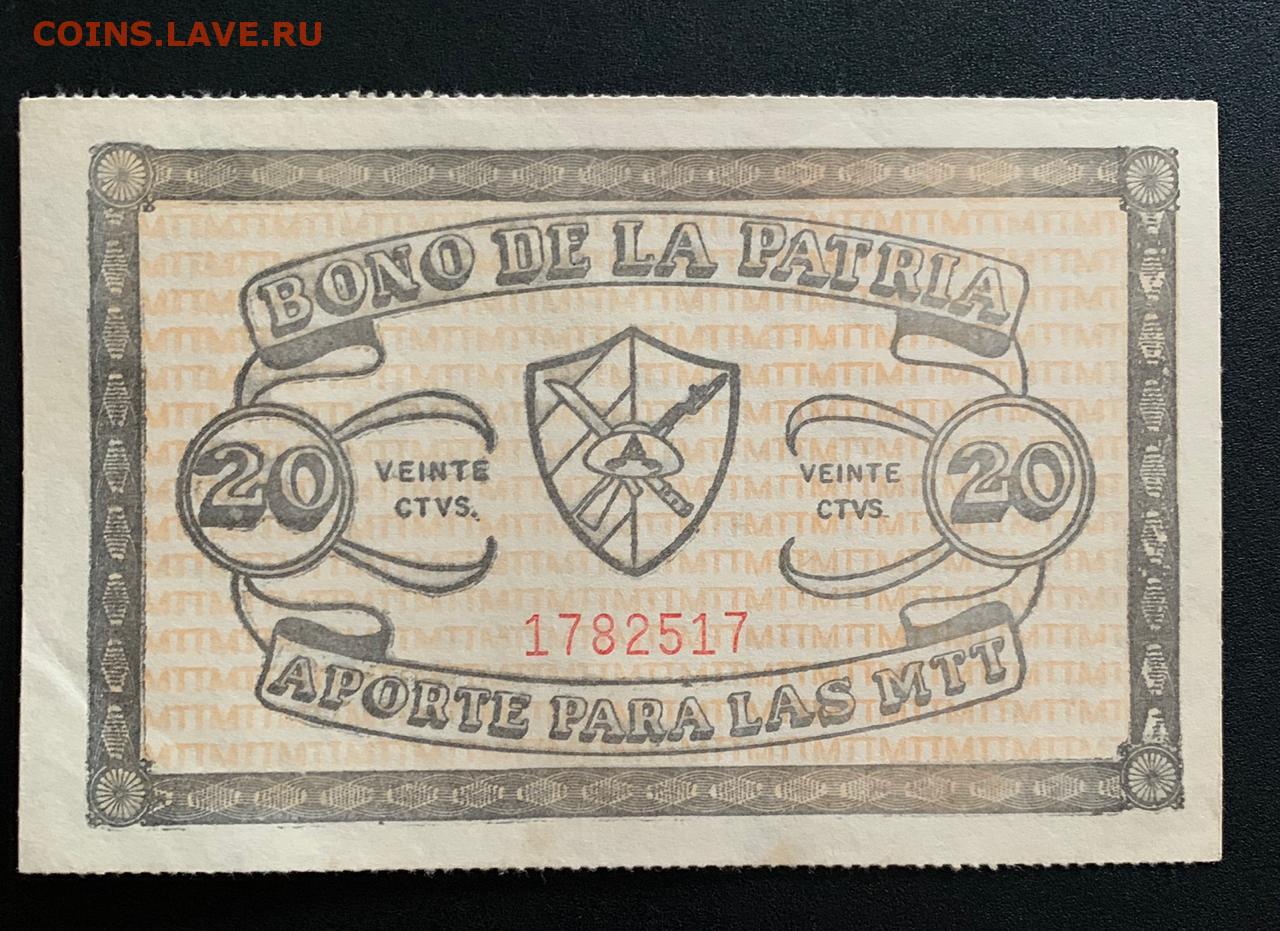 COINS.LAVE.RU
BONO DE LA PATRIA
20 VEINTE CTVS.
VEINTE CTVS. 20
1782517
APORTE PARA LAS MTT